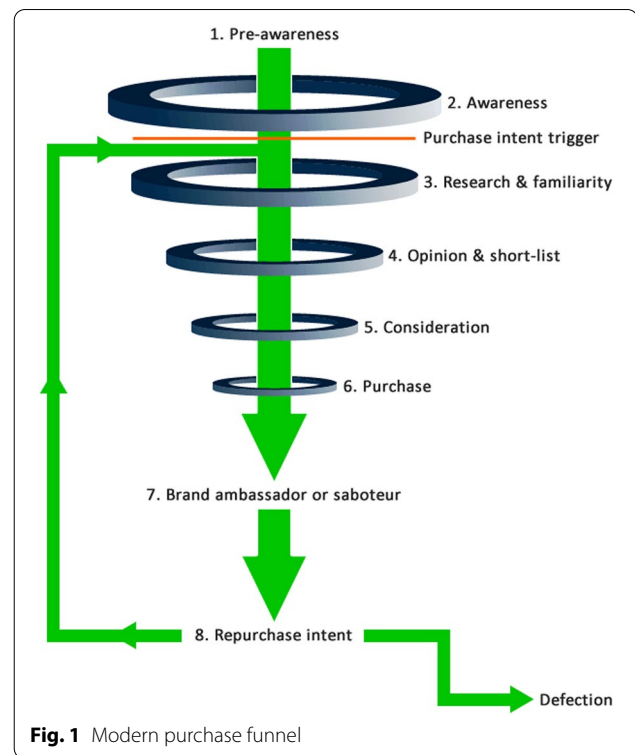 1. Pre-awareness
2. Awareness
Purchase intent trigger
3. Research & familiarity
4. Opinion & short-list
5. Consideration
6. Purchase
7. Brand ambassador or saboteur
8. Repurchase intent
Defection
Fig. 1 Modern purchase funnel